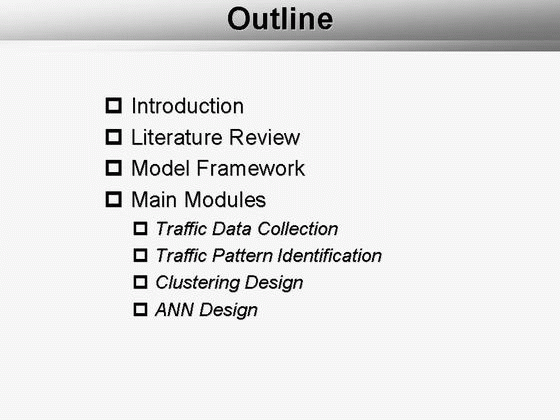 Outline
Introduction
Literature Review
Model Framework
Main Modules
Traffic Data Collection
Traffic Pattern Identification
Clustering Design
ANN Design